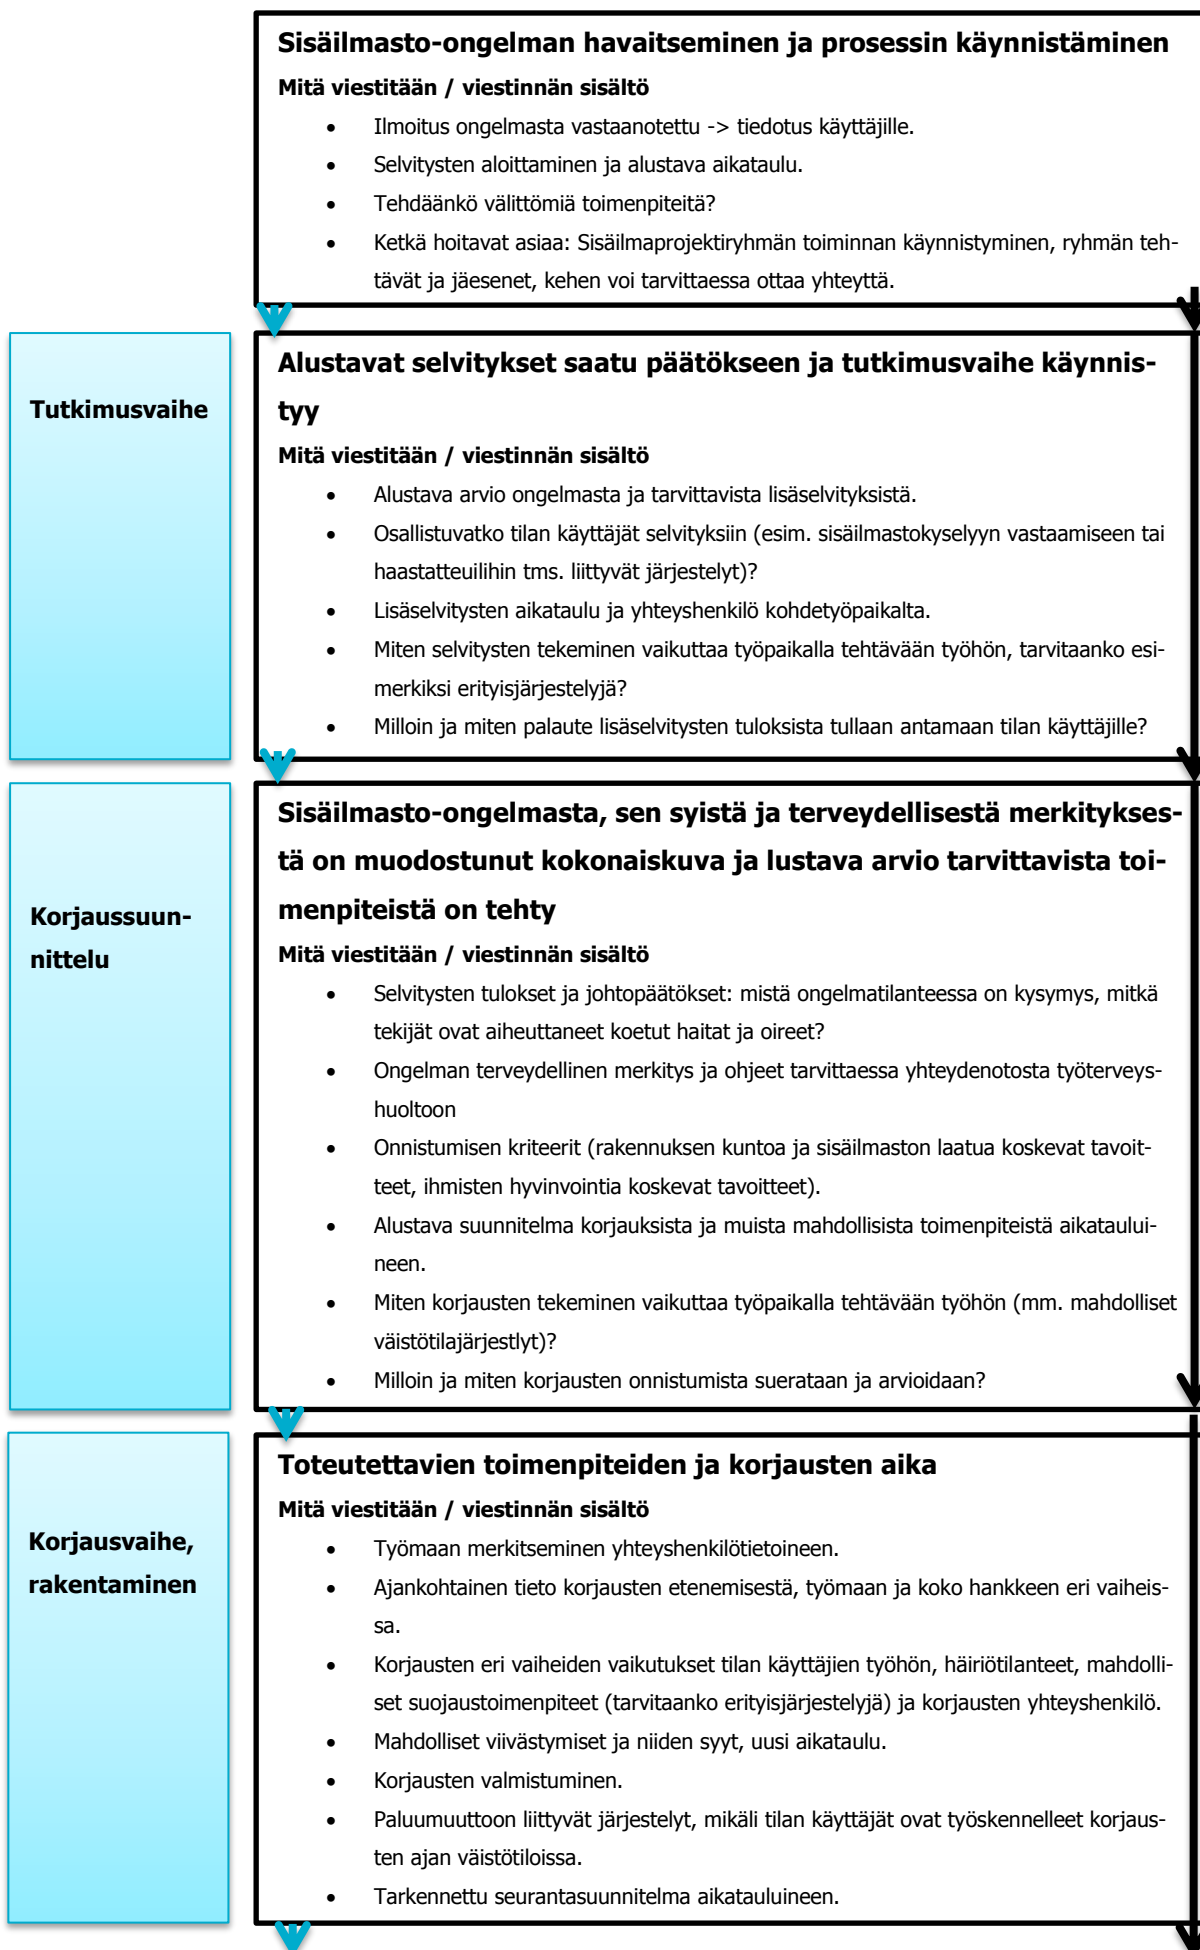 Sisäilmasto-ongelman havaitseminen ja prosessin käynnistäminen
Mitä viestitään / viestinnän sisältö
• Ilmoitus ongelmasta vastaanotettu -> tiedotus käyttäjille.
• Selvitysten aloittaminen ja alustava aikataulu.
• Tehdäänkö välittömiä toimenpiteitä?
• Ketkä hoitavat asiaa: Sisäilmaprojektiryhmän toiminnan käynnistyminen, ryhmän teh-
tävät ja jäesenet, kehen voi tarvittaessa ottaa yhteyttä.
Tutkimusvaihe
Alustavat selvitykset saatu päätökseen ja tutkimusvaihe käynnis-
tyy
Mitä viestitään / viestinnän sisältö
• Alustava arvio ongelmasta ja tarvittavista lisäselvityksistä.
• Osallistuvatko tilan käyttäjät selvityksiin (esim. sisäilmastokyselyyn vastaamiseen tai
haastatteuilihin tms. liittyvät järjestelyt)?
• Lisäselvitysten aikataulu ja yhteyshenkilö kohdetyöpaikalta.
• Miten selvitysten tekeminen vaikuttaa työpaikalla tehtävään työhön, tarvitaanko esi-
merkiksi erityisjärjestelyjä?
• Milloin ja miten palaute lisäselvitysten tuloksista tullaan antamaan tilan käyttäjille?
Korjaussuun-
nittelu
Sisäilmasto-ongelmasta, sen syistä ja terveydellisestä merkitykses-
tä on muodostunut kokonaiskuva ja lustava arvio tarvittavista toi-
menpiteistä on tehty
Mitä viestitään / viestinnän sisältö
• Selvitysten tulokset ja johtopäätökset: mistä ongelmatilanteessa on kysymys, mitkä
tekijät ovat aiheuttaneet koetut haitat ja oireet?
• Ongelman terveydellinen merkitys ja ohjeet tarvittaessa yhteydenotosta työterveys-
huoltoon
• Onnistumisen kriteerit (rakennuksen kuntoa ja sisäilmaston laatua koskevat tavoit-
teet, ihmisten hyvinvointia koskevat tavoitteet).
• Alustava suunnitelma korjauksista ja muista mahdollisista toimenpiteistä aikataului-
neen.
• Miten korjausten tekeminen vaikuttaa työpaikalla tehtävään työhön (mm. mahdolliset
väistötilajärjestlyt)?
• Milloin ja miten korjausten onnistumista suerataan ja arvioidaan?
Korjausvaihe,
rakentaminen
Toteutettavien toimenpiteiden ja korjausten aika
Mitä viestitään / viestinnän sisältö
• Työmaan merkitseminen yhteyshenkilötietoineen.
• Ajankohtainen tieto korjausten etenemisestä, työmaan ja koko hankkeen eri vaiheis-
sa.
• Korjausten eri vaiheiden vaikutukset tilan käyttäjien työhön, häiriötilanteet, mahdolli-
set suojaustoimenpiteet (tarvitaanko erityisjärjestelyjä) ja korjausten yhteyshenkilö.
• Mahdolliset viivästymiset ja niiden syyt, uusi aikataulu.
• Korjausten valmistuminen.
• Paluumuuttoon liittyvät järjestelyt, mikäli tilan käyttäjät ovat työskennelleet korjaus-
ten ajan väistötiloissa.
• Tarkennettu seurantasuunnitelma aikatauluineen.